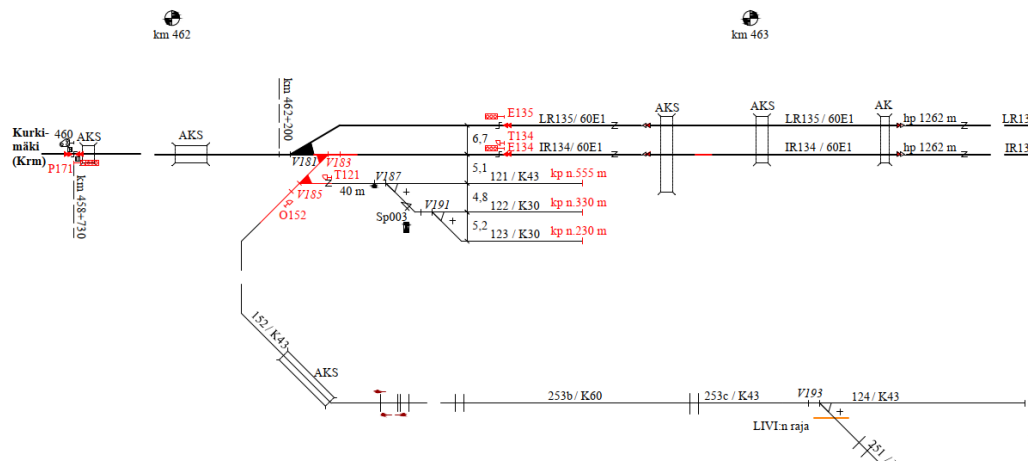 km 462
km 463
Kurki-
mäki
(Krm)
460
AKS
P171
km 458+730
AKS
km 462+200
E135
LR135/ 60E1
T134
E134
IR134/ 60E1
6,7
5,1
4,8
5,2
AKS
AKS
AK
LR135 / 60E1
IR134 / 60E1
hp 1262 m
hp 1262 m
LR13
IR13
V181
V183
T121
V185
O152
40 m
V187
Sp003
V191
121 / K43
122 / K30
123 / K30
kp n.555 m
kp n.330 m
kp n.230 m
152 / K43
AKS
253b / K60
253c / K43
V193
124 / K43
LIVI:n raja
251 /